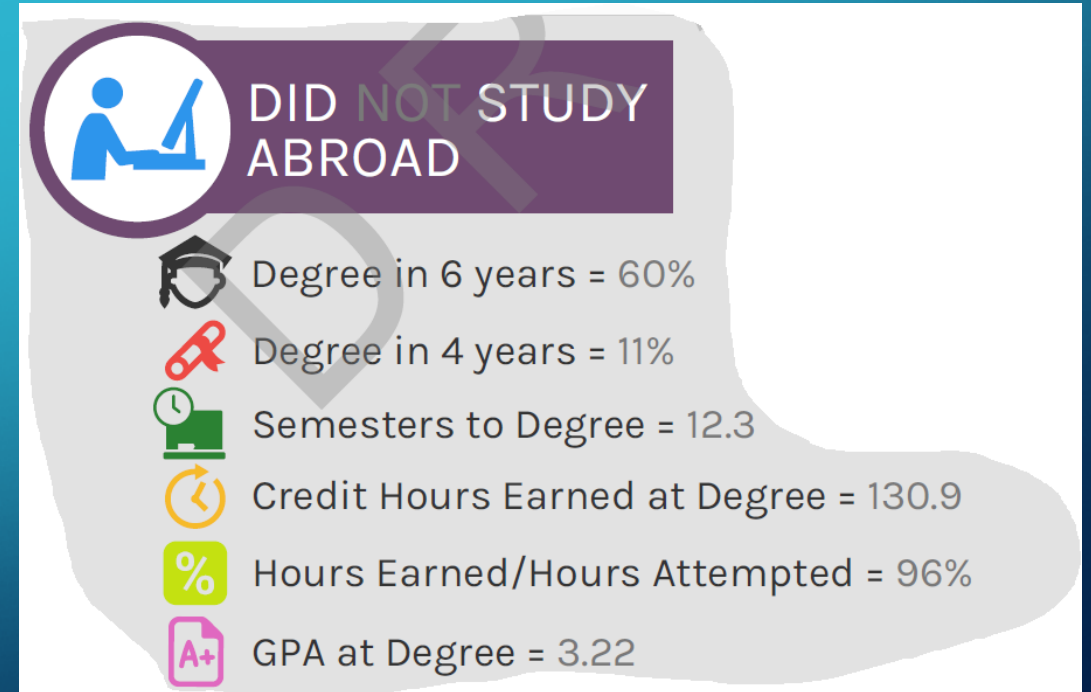 DID NOT STUDY
ABROAD
Degree in 6 years = 60%
Degree in 4 years = 11%
Semesters to Degree = 12.3
Credit Hours Earned at Degree = 130.9
% Hours Earned/Hours Attempted = 96%
A+ GPA at Degree = 3.22
D R